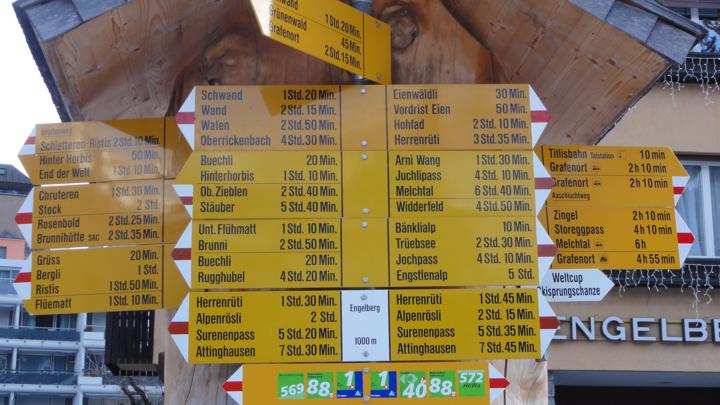 Schwand 1 Std. 20 Min.
Grünenwald 45 Min.
Grafenort 2 Std. 15 Min.
Schwand 1 Std. 20 Min.
Wand 2 Std. 15 Min.
Walen 2 Std. 50 Min.
Oberrickenbach 4 Std. 30 Min.
Buechli 20 Min.
Hinterhorbis 1 Std. 10 Min.
Ob. Zieblen 2 Std. 40 Min.
Stäuber 5 Std. 40 Min.
Unt. Flühmatt 1 Std. 10 Min.
Brunni 2 Std. 50 Min.
Buechli 20 Min.
Rugghubel 4 Std. 20 Min.
Herrenrüti 1 Std. 30 Min.
Alpenrösli 2 Std.
Surenenpass 5 Std. 20 Min.
Attinghausen 7 Std. 30 Min.
Eienwäldli 30 Min.
Vordrist Eien 50 Min.
Hohfad 2 Std. 10 Min.
Herrenrüti 3 Std. 35 Min.
Arni Wang 1 Std. 30 Min.
Juchlipass 4 Std. 10 Min.
Melchtal 6 Std. 40 Min.
Widderfeld 4 Std. 50 Min.
Bänklialp 10 Min.
Trüebsee 2 Std. 30 Min.
Jochpass 4 Std. 10 Min.
Engstlenalp 5 Std.
Herrenrüti 1 Std. 45 Min.
Alpenrösli 2 Std. 15 Min.
Surenenpass 5 Std. 35 Min.
Attinghausen 7 Std. 45 Min.
Engelberg
1000 m
Schletteren-Ristis 2 Std. 10 Min.
Hinter Horbis 50 Min.
End der Welt 1 Std. 10 Min.
Chruteren 1 Std. 30 Min.
Stock 2 Std.
Rosenbold 2 Std. 25 Min.
Brunnihütte SAC 2 Std. 35 Min.
Grüss 20 Min.
Bergli 1 Std.
Ristis 1 Std. 50 Min.
Flüematt 1 Std. 10 Min.
Titlisbahn Talstation 10 min
Grafenort 2 h 10 min
Grafenort 2 h 10 min
Aaschluchtweg
Zingel 2 h 10 min
Storeggpass 4 h 10 min
Melchtal 6 h
Grafenort 4 h 55 min
Weltcup
Skisprungschanze
ENGELBE
569 88 1 1 40 88 572